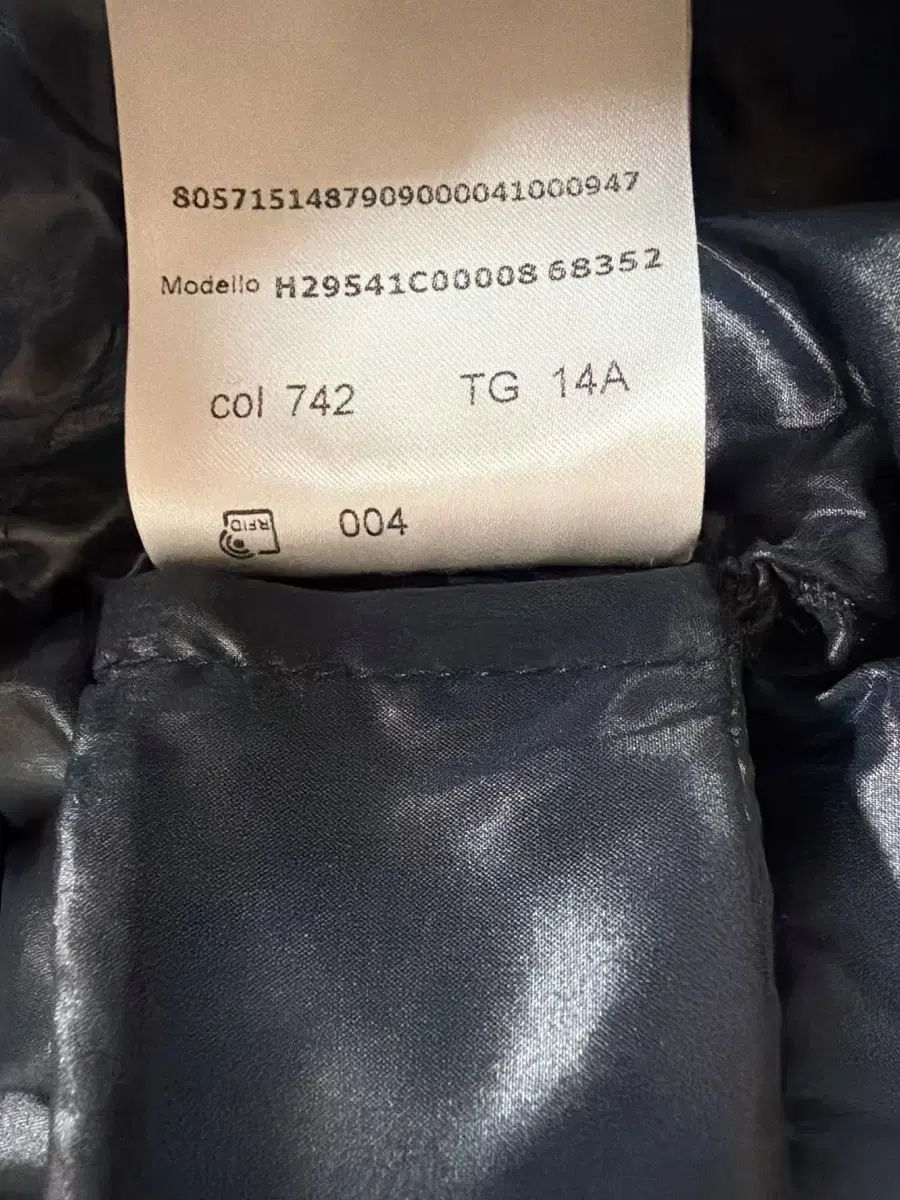 8057151487909000041000947
Modello H29541C00008 68352
col 742 TG 14A
RFID 004